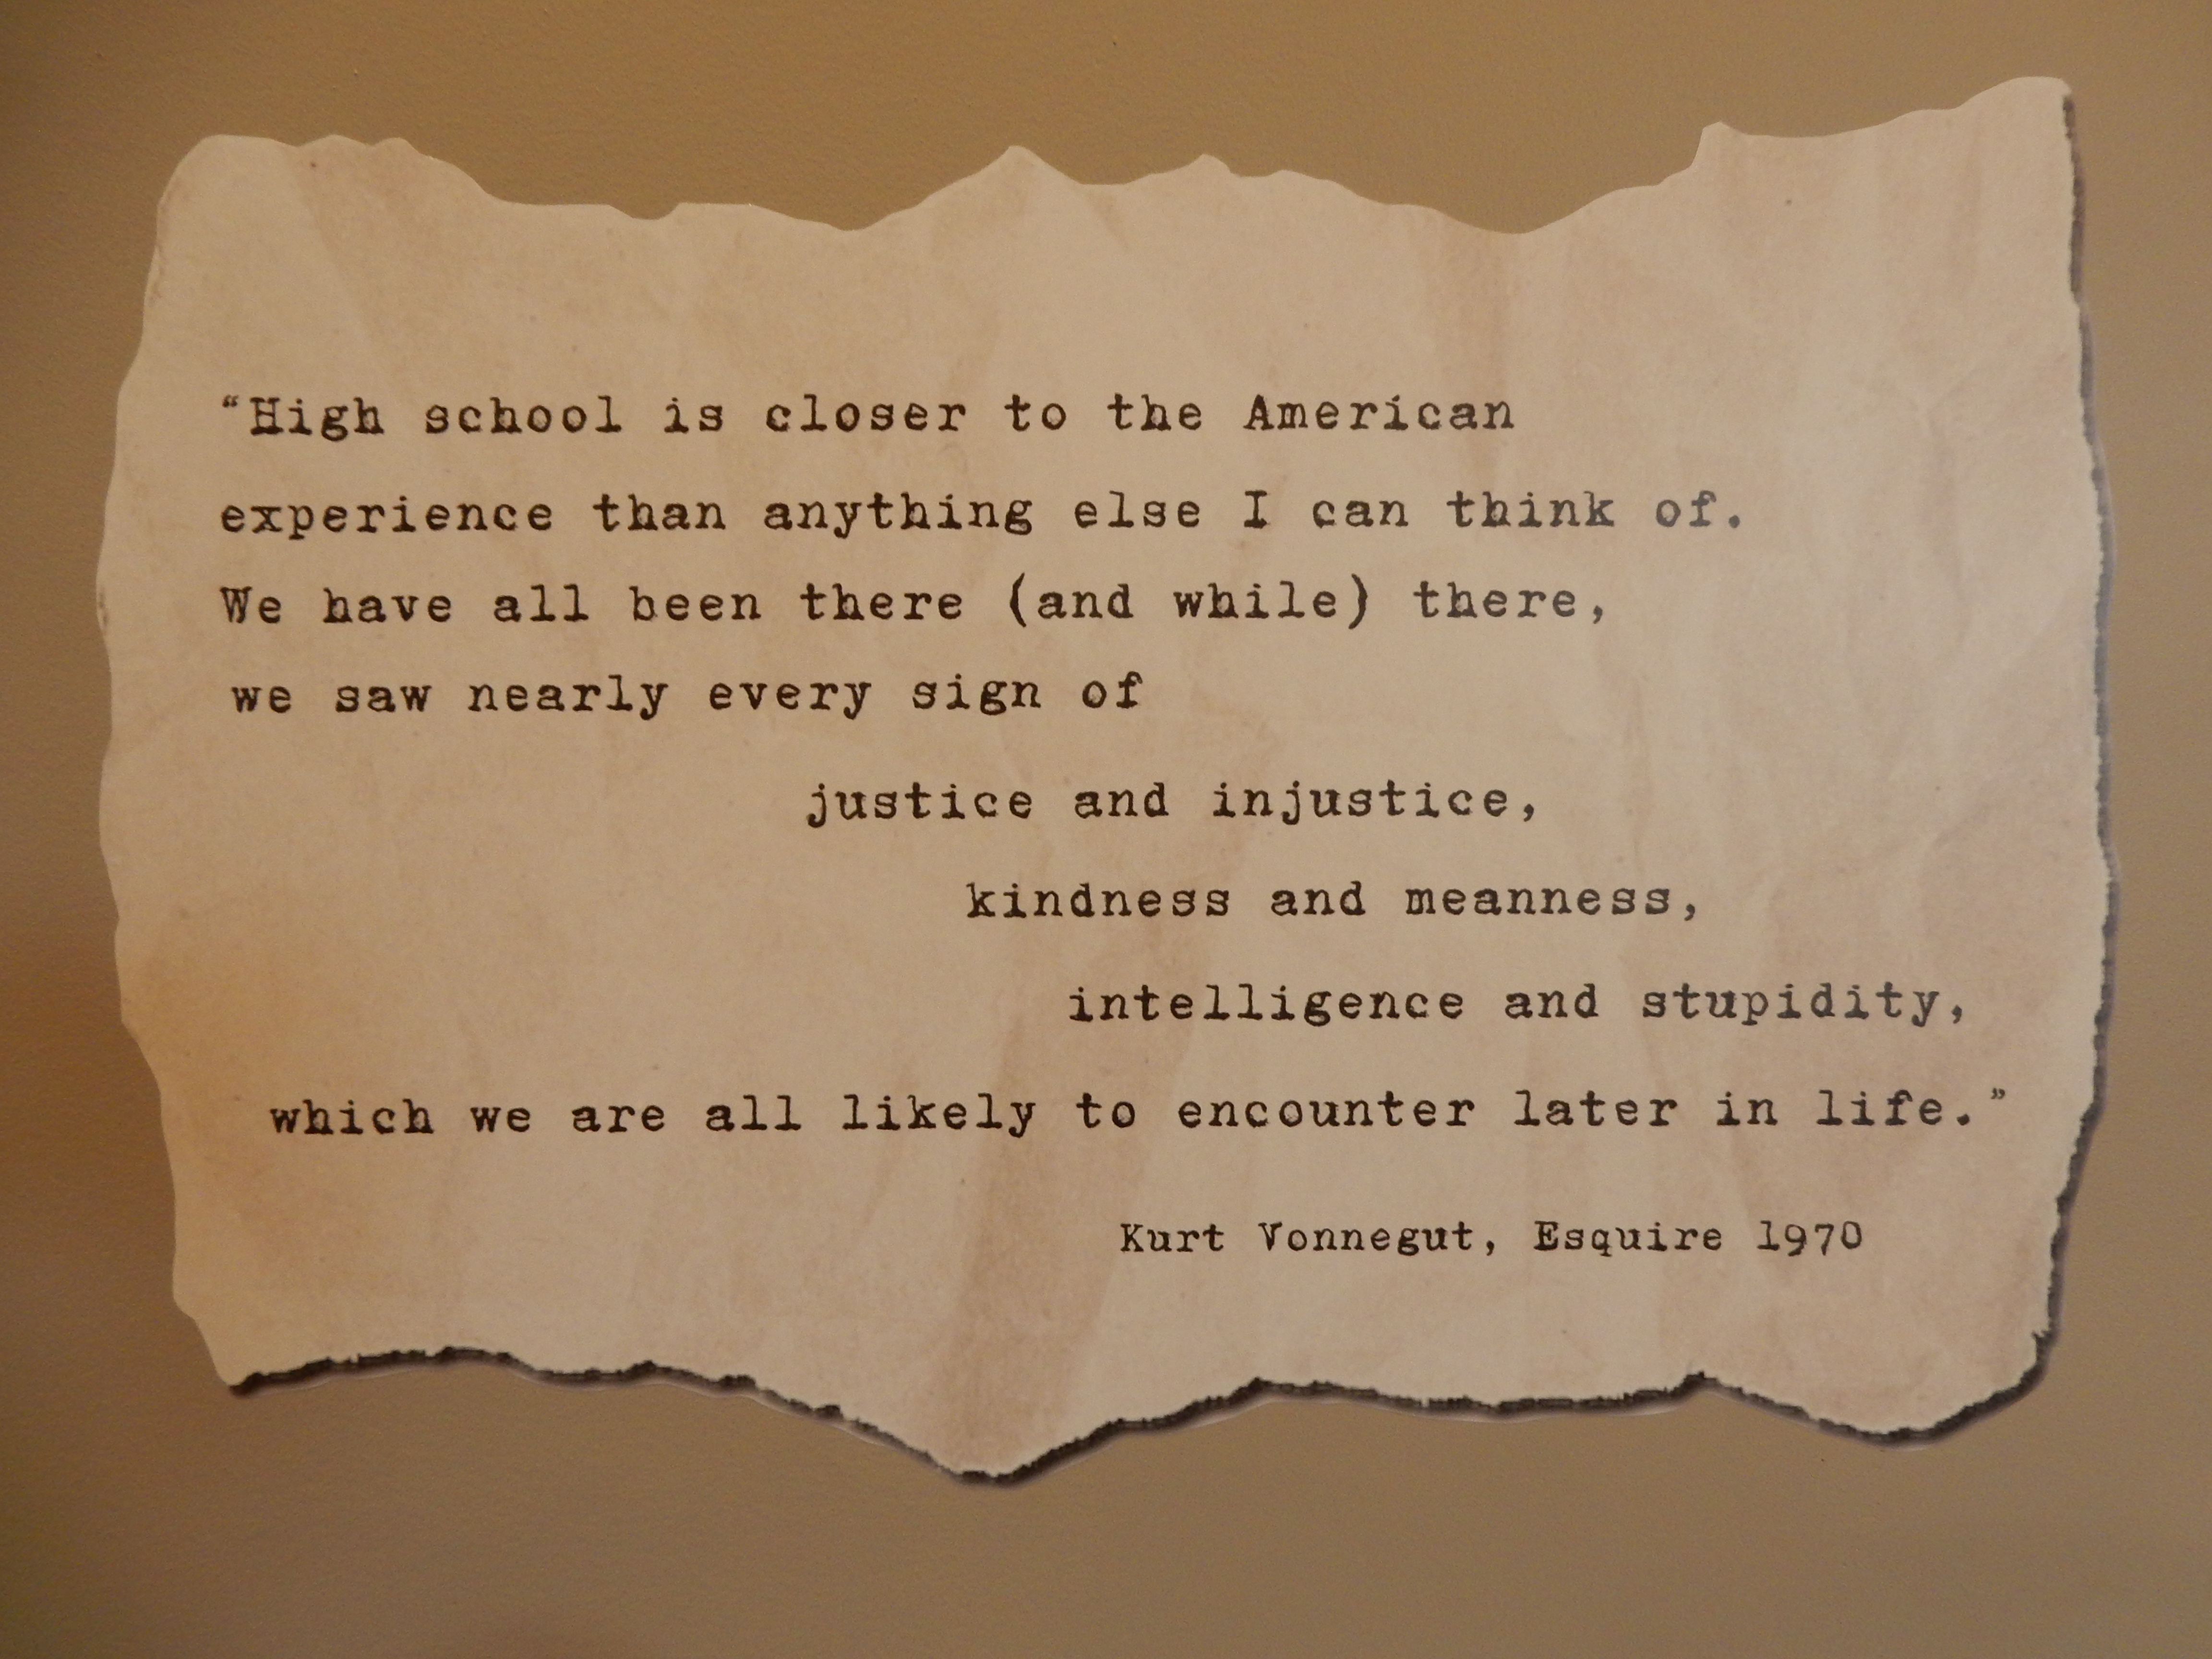 “High school is closer to the American
experience than anything else I can think of.
We have all been there (and while) there,
we saw nearly every sign of
justice and injustice,
kindness and meanness,
intelligence and stupidity,
which we are all likely to encounter later in life.”
Kurt Vonnegut, Esquire 1970